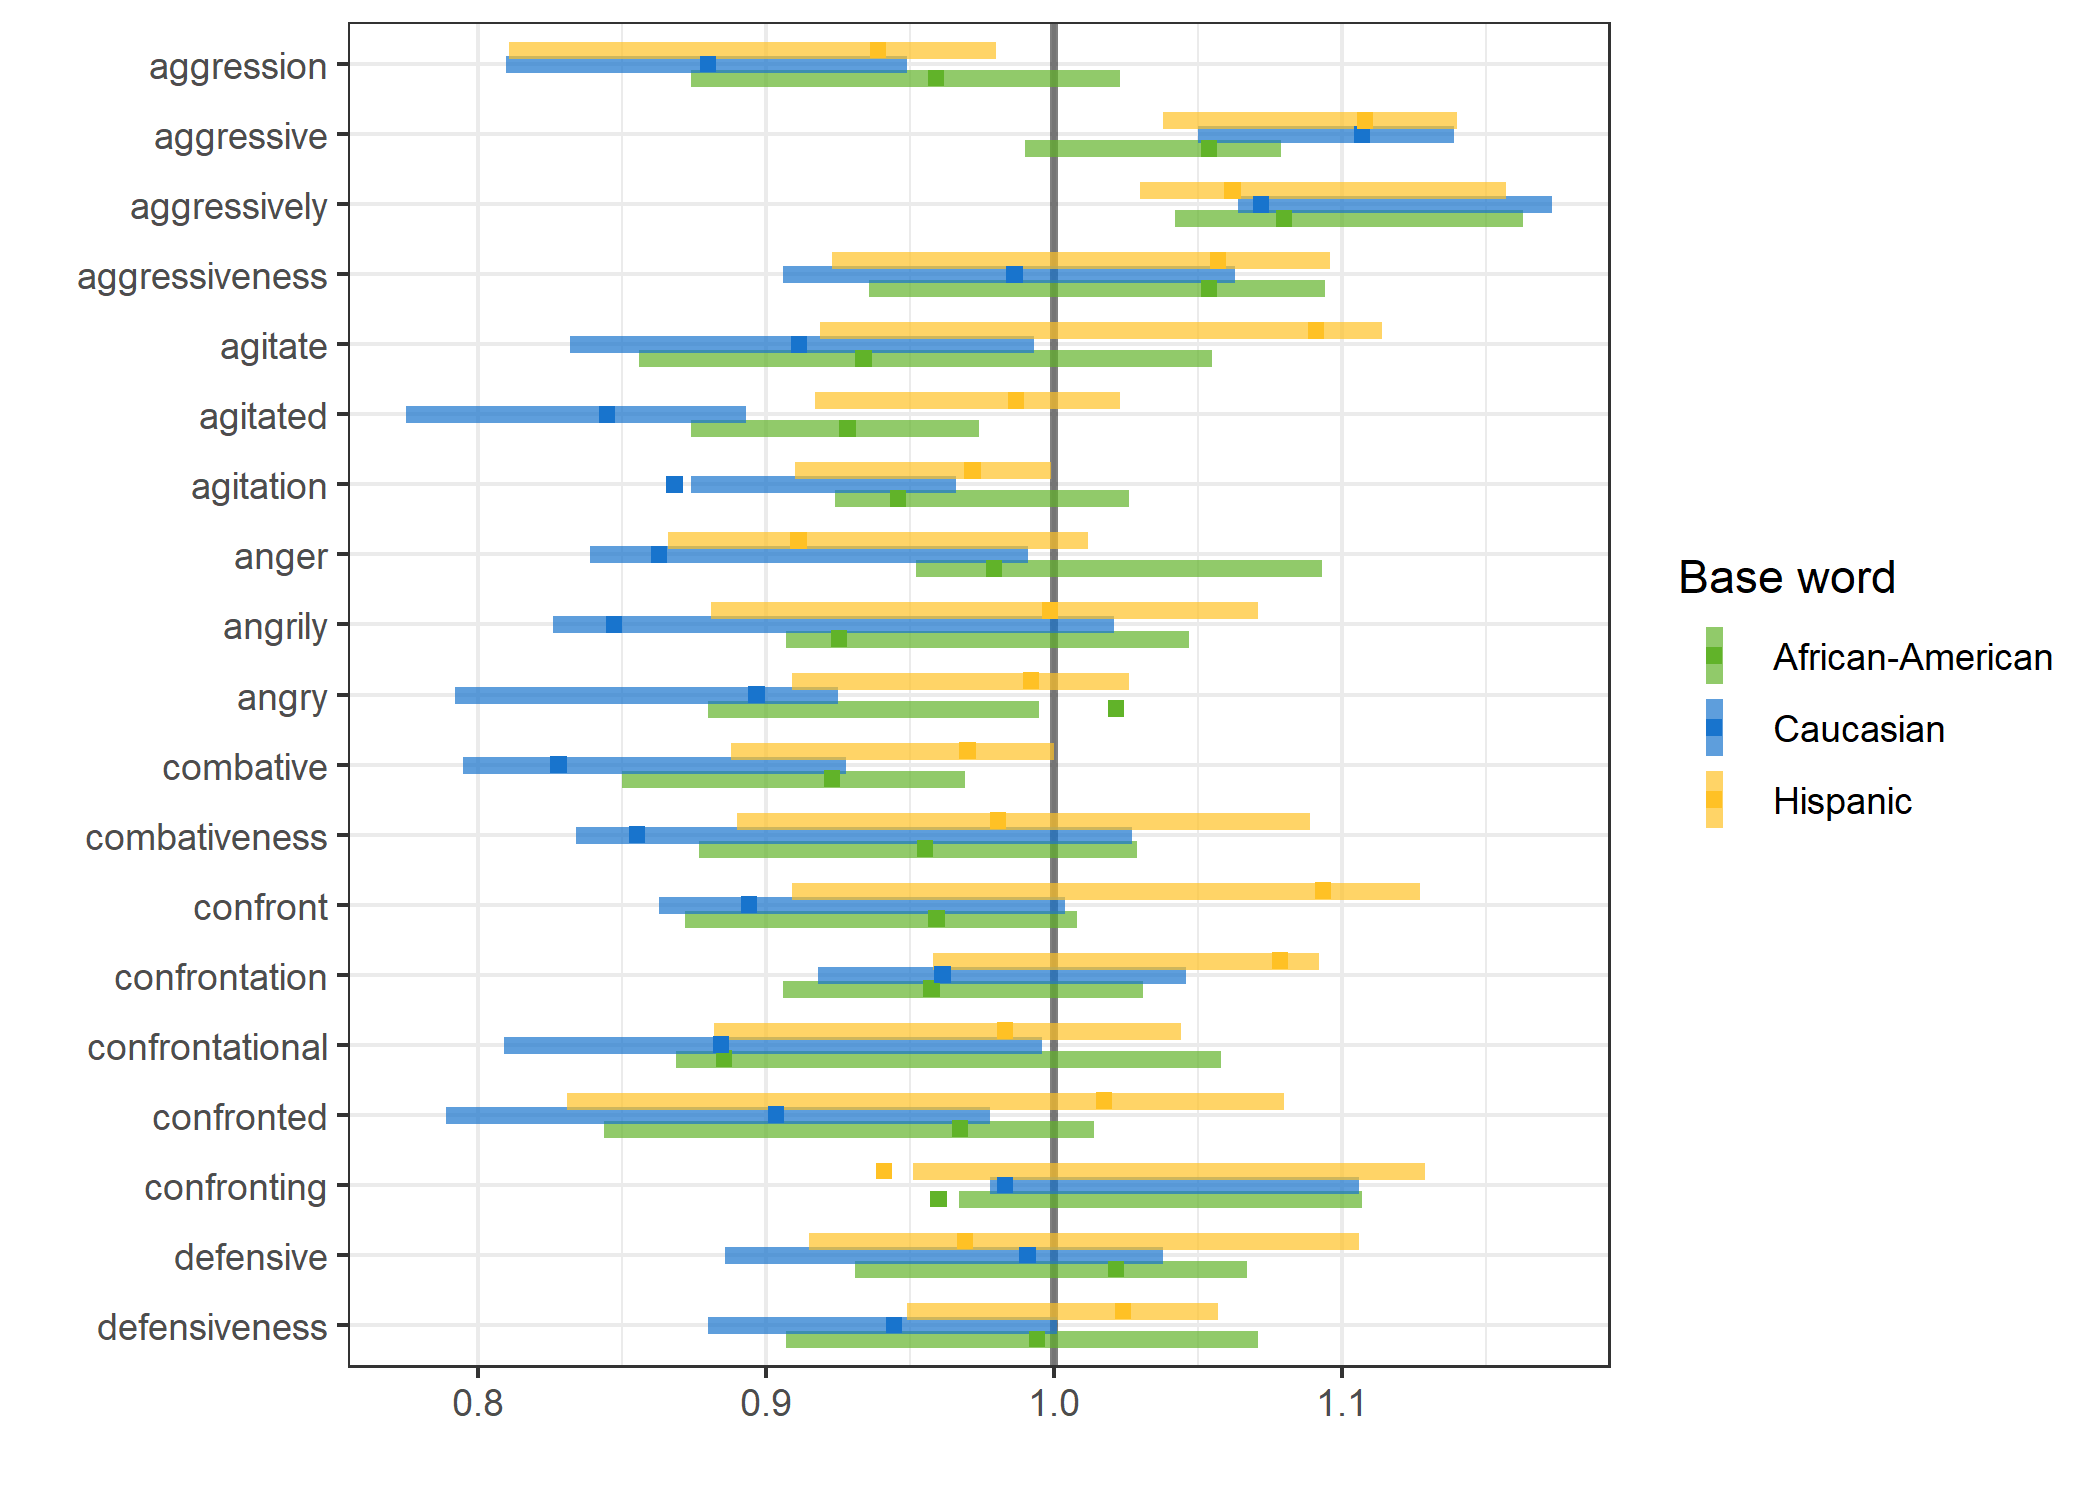 aggression
aggressive
aggressively
aggressiveness
agitate
agitated
agitation
anger
angrily
angry
combative
combativeness
confront
confrontation
confrontational
confronted
confronting
defensive
defensiveness
0.8 0.9 1.0 1.1
Base word
African-American
Caucasian
Hispanic